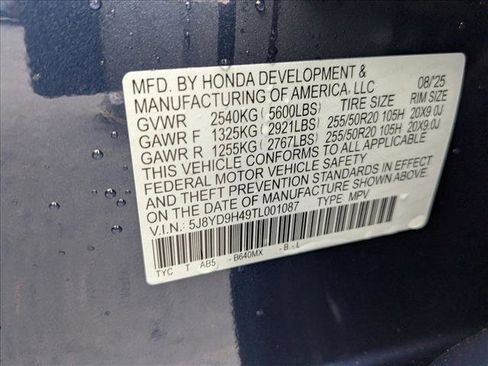 MFD. BY HONDA DEVELOPMENT & 08/'25
MANUFACTURING OF AMERICA, LLC
TIRE SIZE RIM SIZE
GVWR 2540KG (5600LBS)
GAWR F 1325KG (2921LBS) 255/50R20 105H 20X9.0J
GAWR R 1255KG (2767LBS) 255/50R20 105H 20X9.0J
THIS VEHICLE CONFORMS TO ALL APPLICABLE
FEDERAL MOTOR VEHICLE SAFETY
AND THEFT PREVENTION STANDARDS IN EFFECT
ON THE DATE OF MANUFACTURE SHOWN ABOVE.
V.I.N.: 5J8YD9H49TL001087 TYPE: MPV
TYC T AB5 - B640MX - B - L